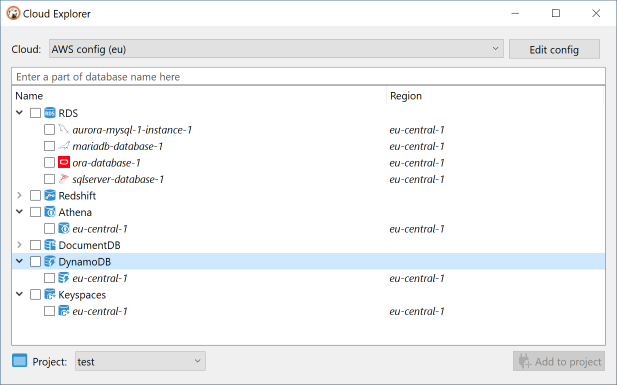 Cloud Explorer
Cloud: AWS config (eu) Edit config
Enter a part of database name here
Name Region
RDS RDS
aurora-mysql-1-instance-1 eu-central-1
mariadb-database-1 eu-central-1
ora-database-1 eu-central-1
sqlserver-database-1 eu-central-1
Redshift
Athena
eu-central-1 eu-central-1
DocumentDB
DynamoDB
eu-central-1 eu-central-1
Keyspaces
eu-central-1 eu-central-1
Project: test Add to project